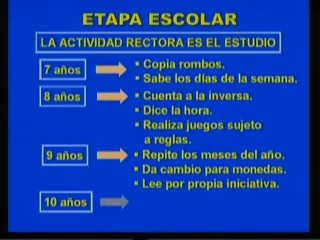 ETAPA ESCOLAR
LA ACTIVIDAD RECTORA ES EL ESTUDIO
7 años
▪ Copia rombos.
▪ Sabe los días de la semana.
8 años
▪ Cuenta a la inversa.
▪ Dice la hora.
▪ Realiza juegos sujeto
a reglas.
9 años
▪ Repite los meses del año.
▪ Da cambio para monedas.
▪ Lee por propia iniciativa.
10 años